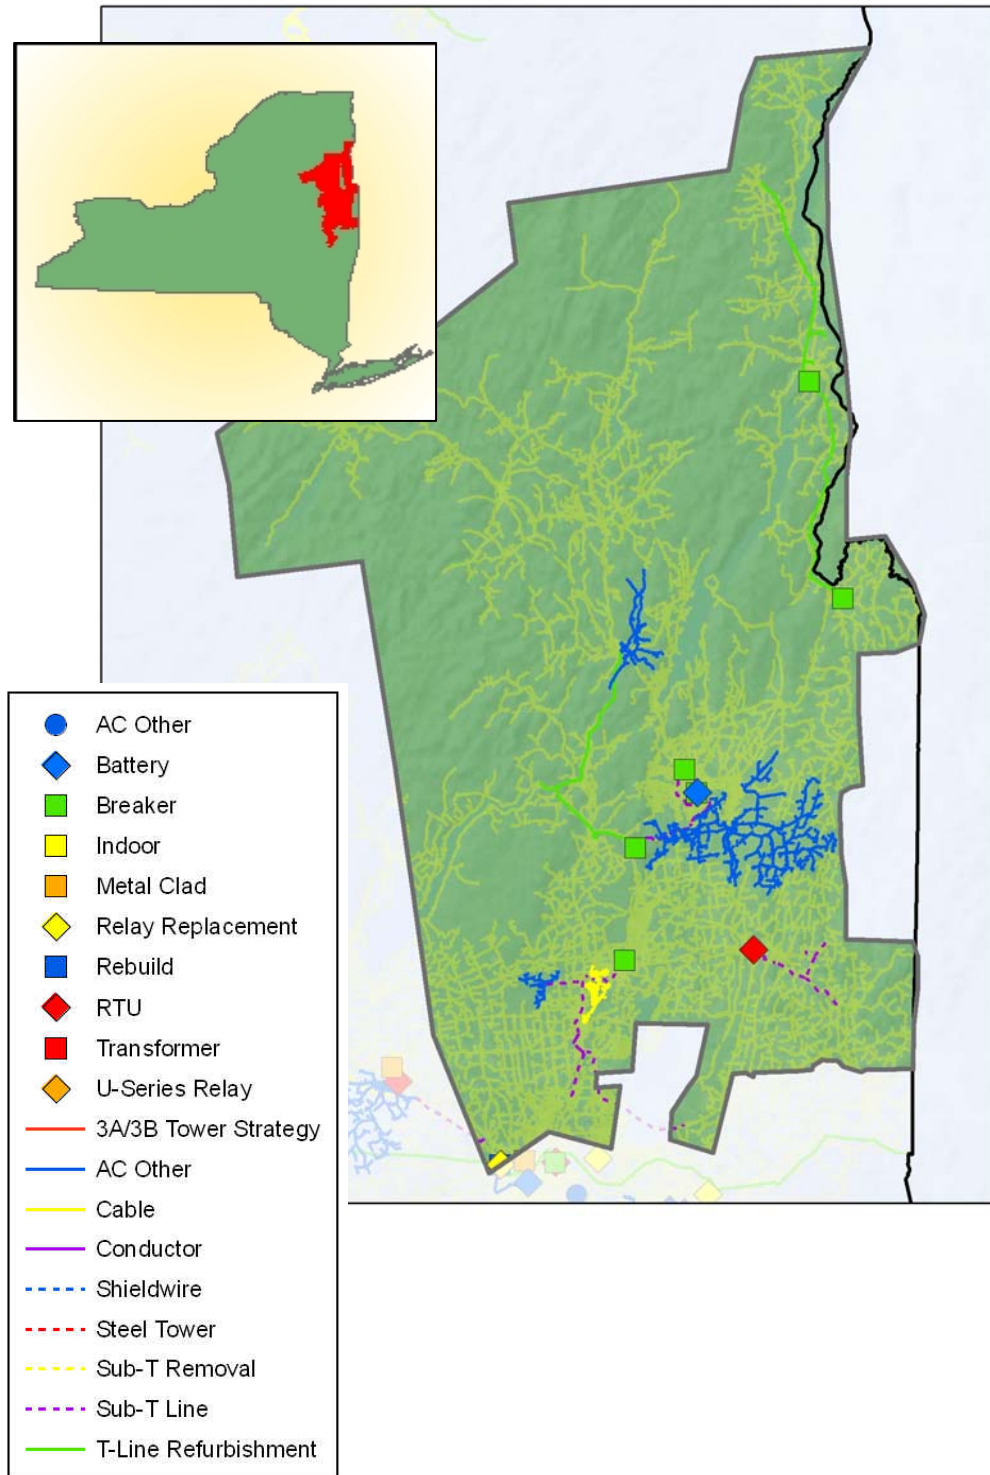 AC Other
Battery
Breaker
Indoor
Metal Clad
Relay Replacement
Rebuild
RTU
Transformer
U-Series Relay
3A/3B Tower Strategy
AC Other
Cable
Conductor
Shieldwire
Steel Tower
Sub-T Removal
Sub-T Line
T-Line Refurbishment